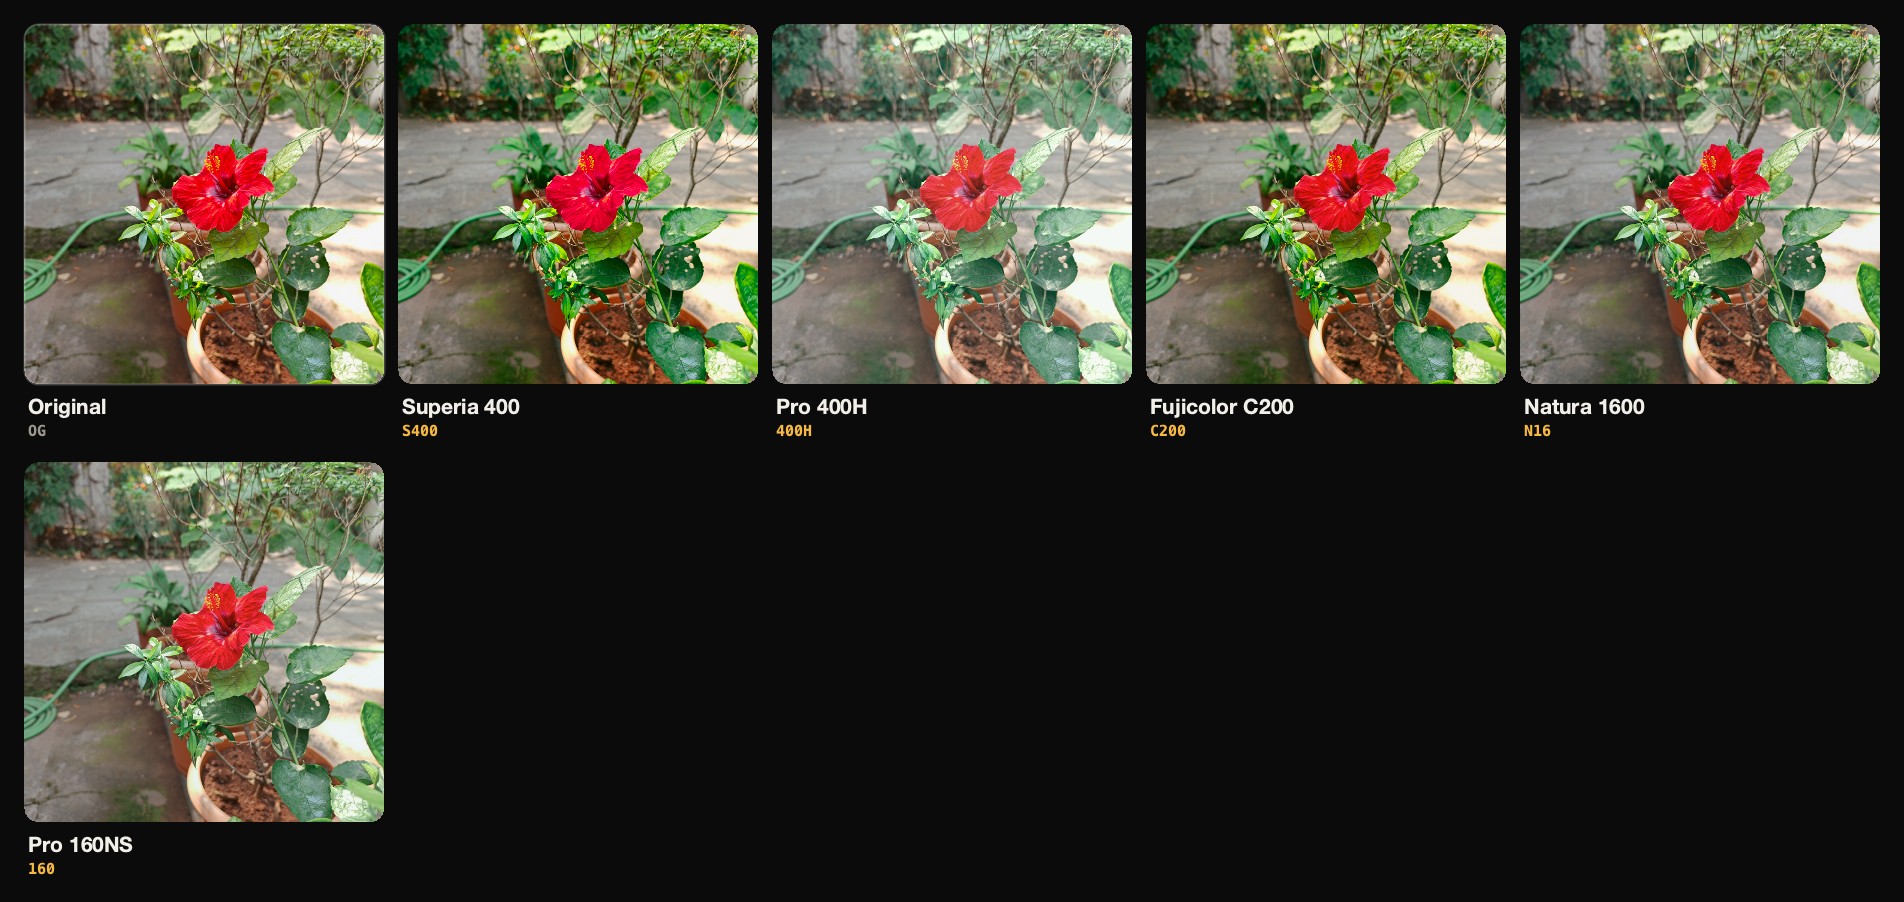 Original
OG
Superia 400
S400
Pro 400H
400H
Fujicolor C200
C200
Natura 1600
N16
Pro 160NS
160